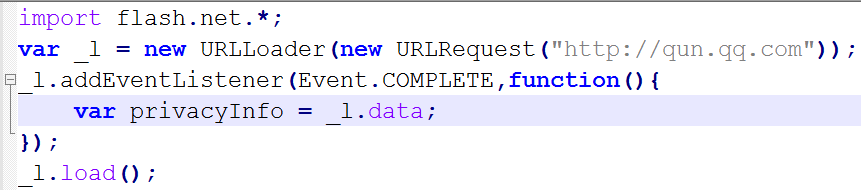 import flash.net.*;
var _l = new URLLoader(new URLRequest("http://qun.qq.com"));
_l.addEventListener(Event.COMPLETE,function(){
    var privacyInfo = _l.data;
});
_l.load();